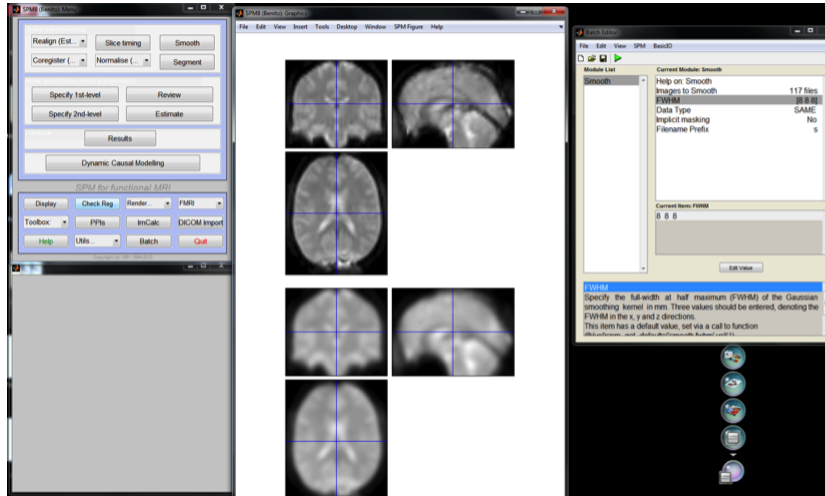 SPM8 (Benito): Menu
Realign (Est...
Slice timing
Smooth
Coregister (...
Normalise (...
Segment
Specify 1st-level
Review
Specify 2nd-level
Estimate
Results
Dynamic Causal Modelling
SPM for functional MRI
Display
Check Reg
Render...
FMRI
Toolbox:
PPIs
ImCalc
DICOM Import
Help
Utils...
Batch
Quit
SPM8 (Benito): Graphics
File Edit View Insert Tools Desktop Window SPM Figure Help
Batch Editor
File Edit View SPM BasicIO
Module List
Smooth
Current Module: Smooth
Help on: Smooth
Images to Smooth 117 files
FWHM [8 8 8]
Data Type SAME
Implicit masking No
Filename Prefix s
Current Item: FWHM
8 8 8
Edit Value
FWHM
Specify the full-width at half maximum (FWHM) of the Gaussian
smoothing kernel in mm. Three values should be entered, denoting the
FWHM in the x, y and z directions.
This item has a default value, set via a call to function